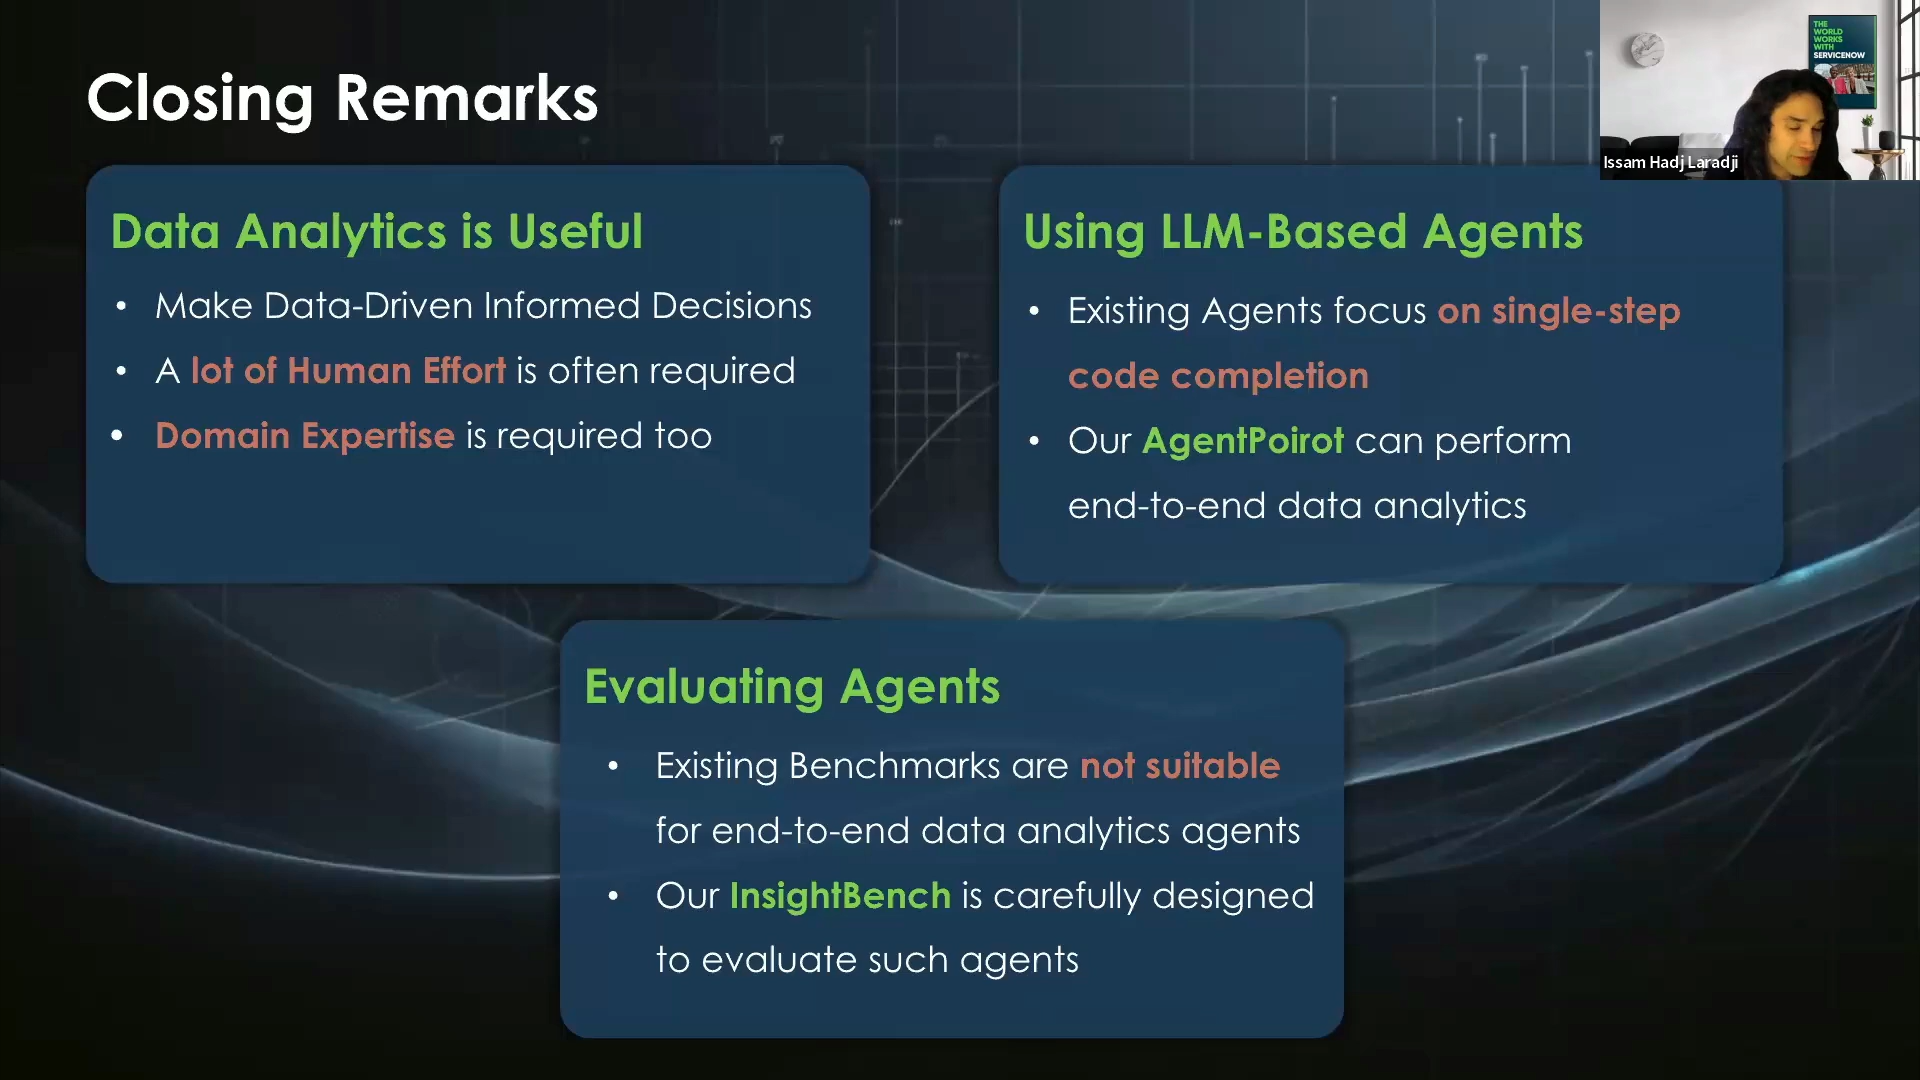 Closing Remarks
THE
WORLD
WORKS
WITH
SERVICENOW
Issam Hadj Laradji
Data Analytics is Useful
• Make Data-Driven Informed Decisions
• A lot of Human Effort is often required
• Domain Expertise is required too
Using LLM-Based Agents
• Existing Agents focus on single-step
code completion
• Our AgentPoirot can perform
end-to-end data analytics
Evaluating Agents
• Existing Benchmarks are not suitable
for end-to-end data analytics agents
• Our InsightBench is carefully designed
to evaluate such agents